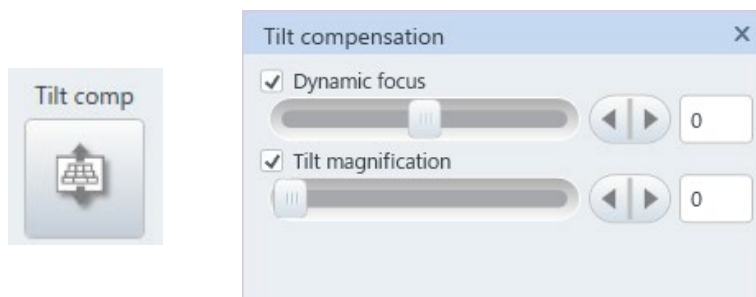 Tilt comp
Tilt compensation
Dynamic focus
0
Tilt magnification
0